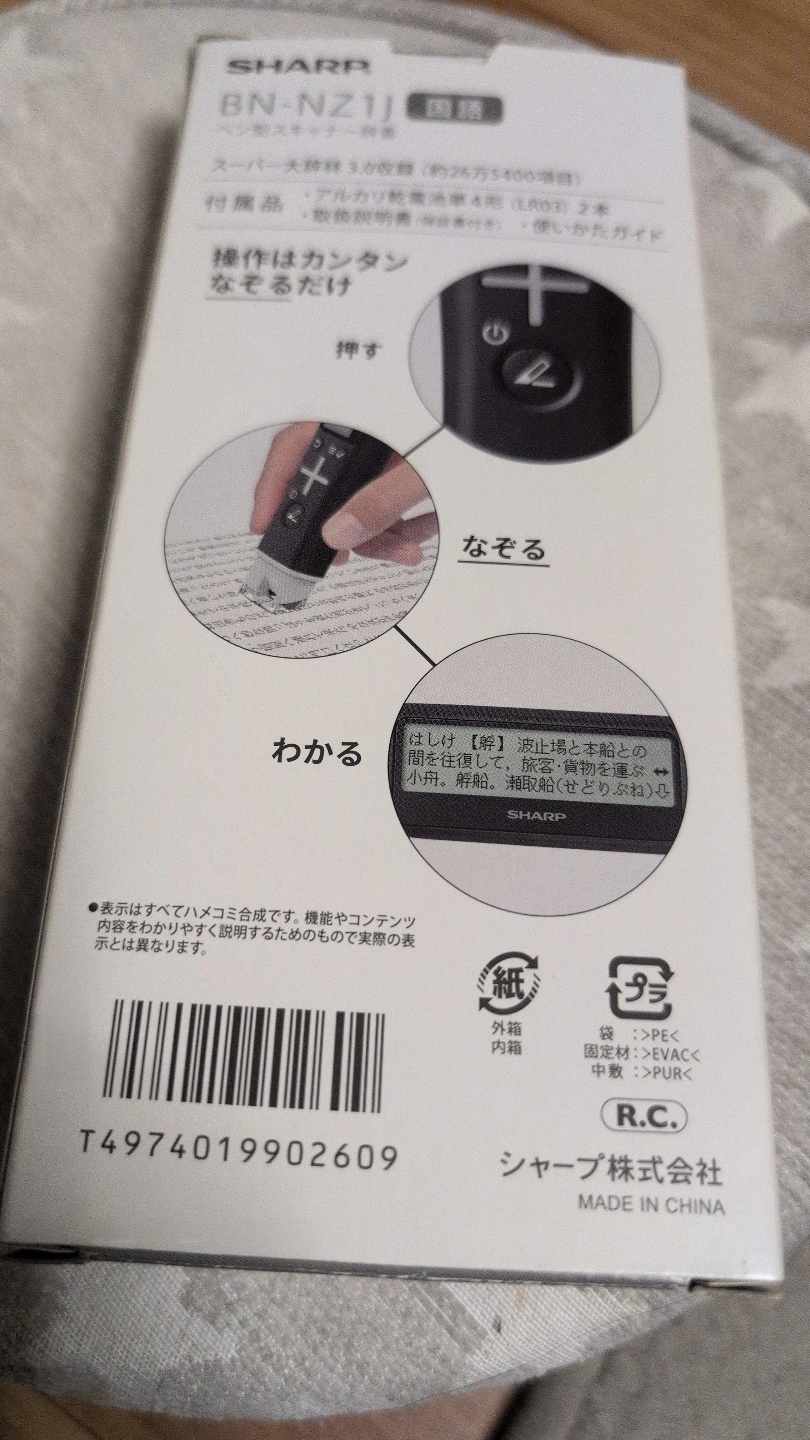 SHARP
BN-NZ1J 国語
ペン型スキャナー辞書
スーパー大辞林 3.0収録（約26万5400項目）
付属品 ・アルカリ乾電池単4形（LR03）2本
・取扱説明書（保証書付き） ・使いかたガイド
操作はカンタン
なぞるだけ
押す
なぞる
わかる
はしけ【艀】波止場と本船との
間を往復して，旅客･貨物を運ぶ
小舟。艀船。瀬取船(せどりぶね)
SHARP
●表示はすべてハメコミ合成です。機能やコンテンツ
内容をわかりやすく説明するためのもので実際の表
示とは異なります。
紙
外箱
内箱
プラ
袋 :>PE<
固定材:>EVAC<
中敷 :>PUR<
R.C.
T4974019902609
シャープ株式会社
MADE IN CHINA